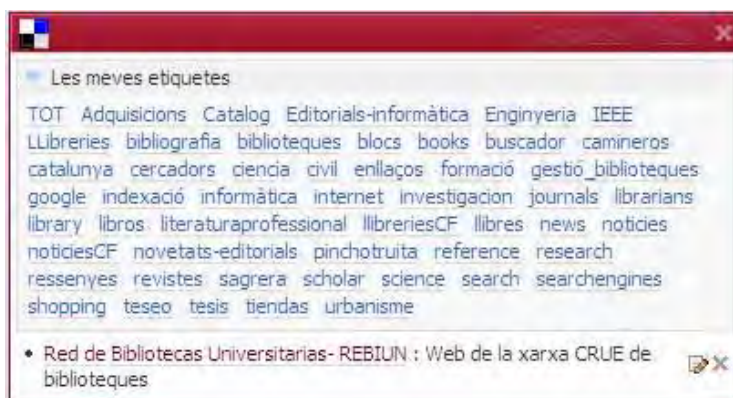 Les meves etiquetes
TOT Adquisicions Catalog Editorials-informàtica Enginyeria IEEE
LLibreries bibliografia biblioteques blocs books buscador camineros
catalunya cercadors ciencia civil enllaços formació gestió_biblioteques
google indexació informàtica internet investigacion journals librarians
library libros literaturaprofessional llibreriesCF llibres news noticies
noticiesCF novetats-editorials pinchotruita reference research
ressenyes revistes sagrera scholar science search searchengines
shopping teseo tesis tiendas urbanisme
• Red de Bibliotecas Universitarias- REBIUN : Web de la xarxa CRUE de
biblioteques